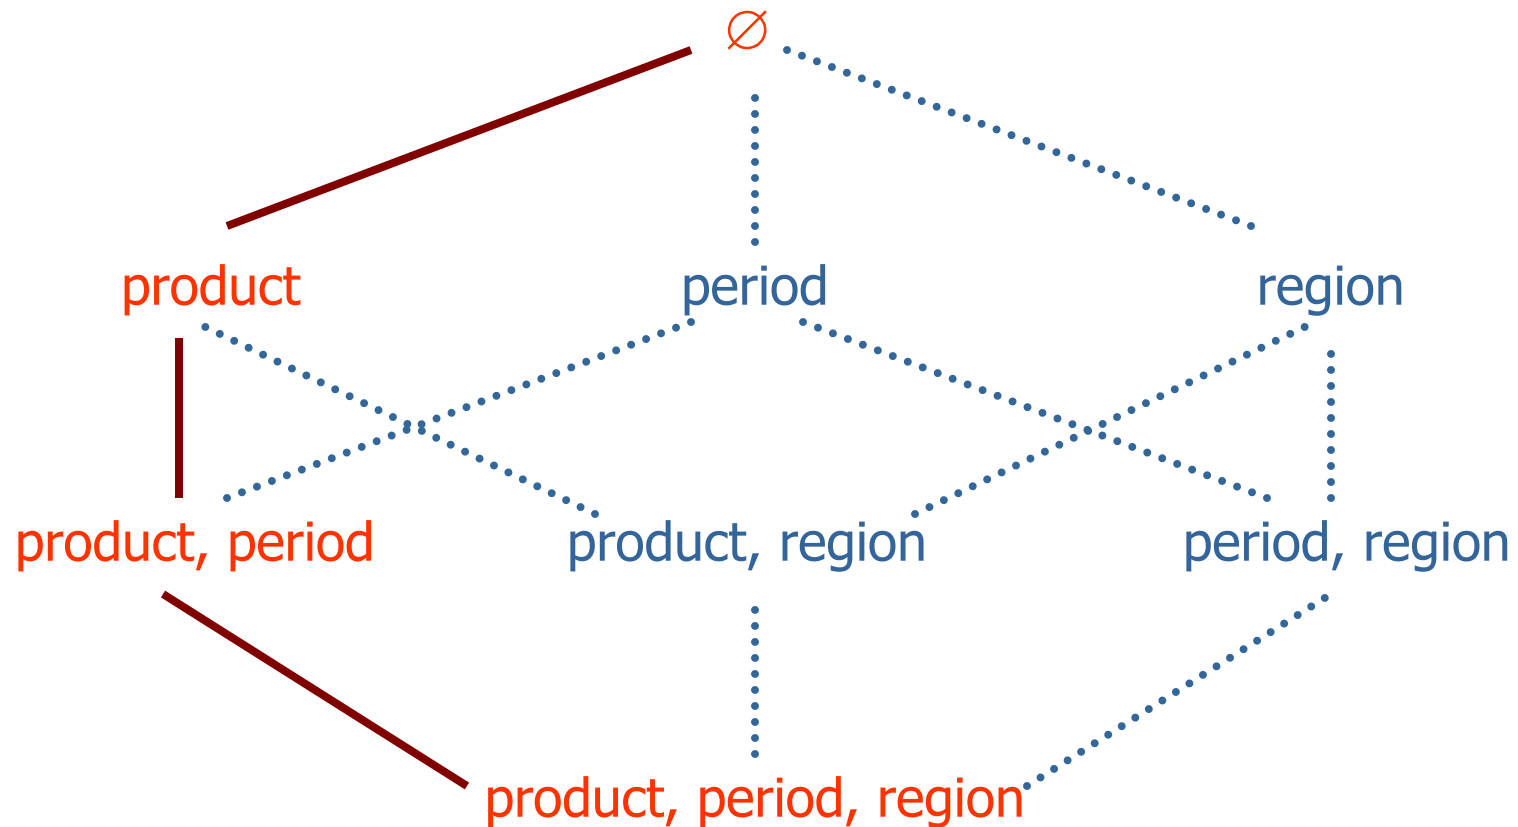 ∅
product
period
region
product, period
product, region
period, region
product, period, region